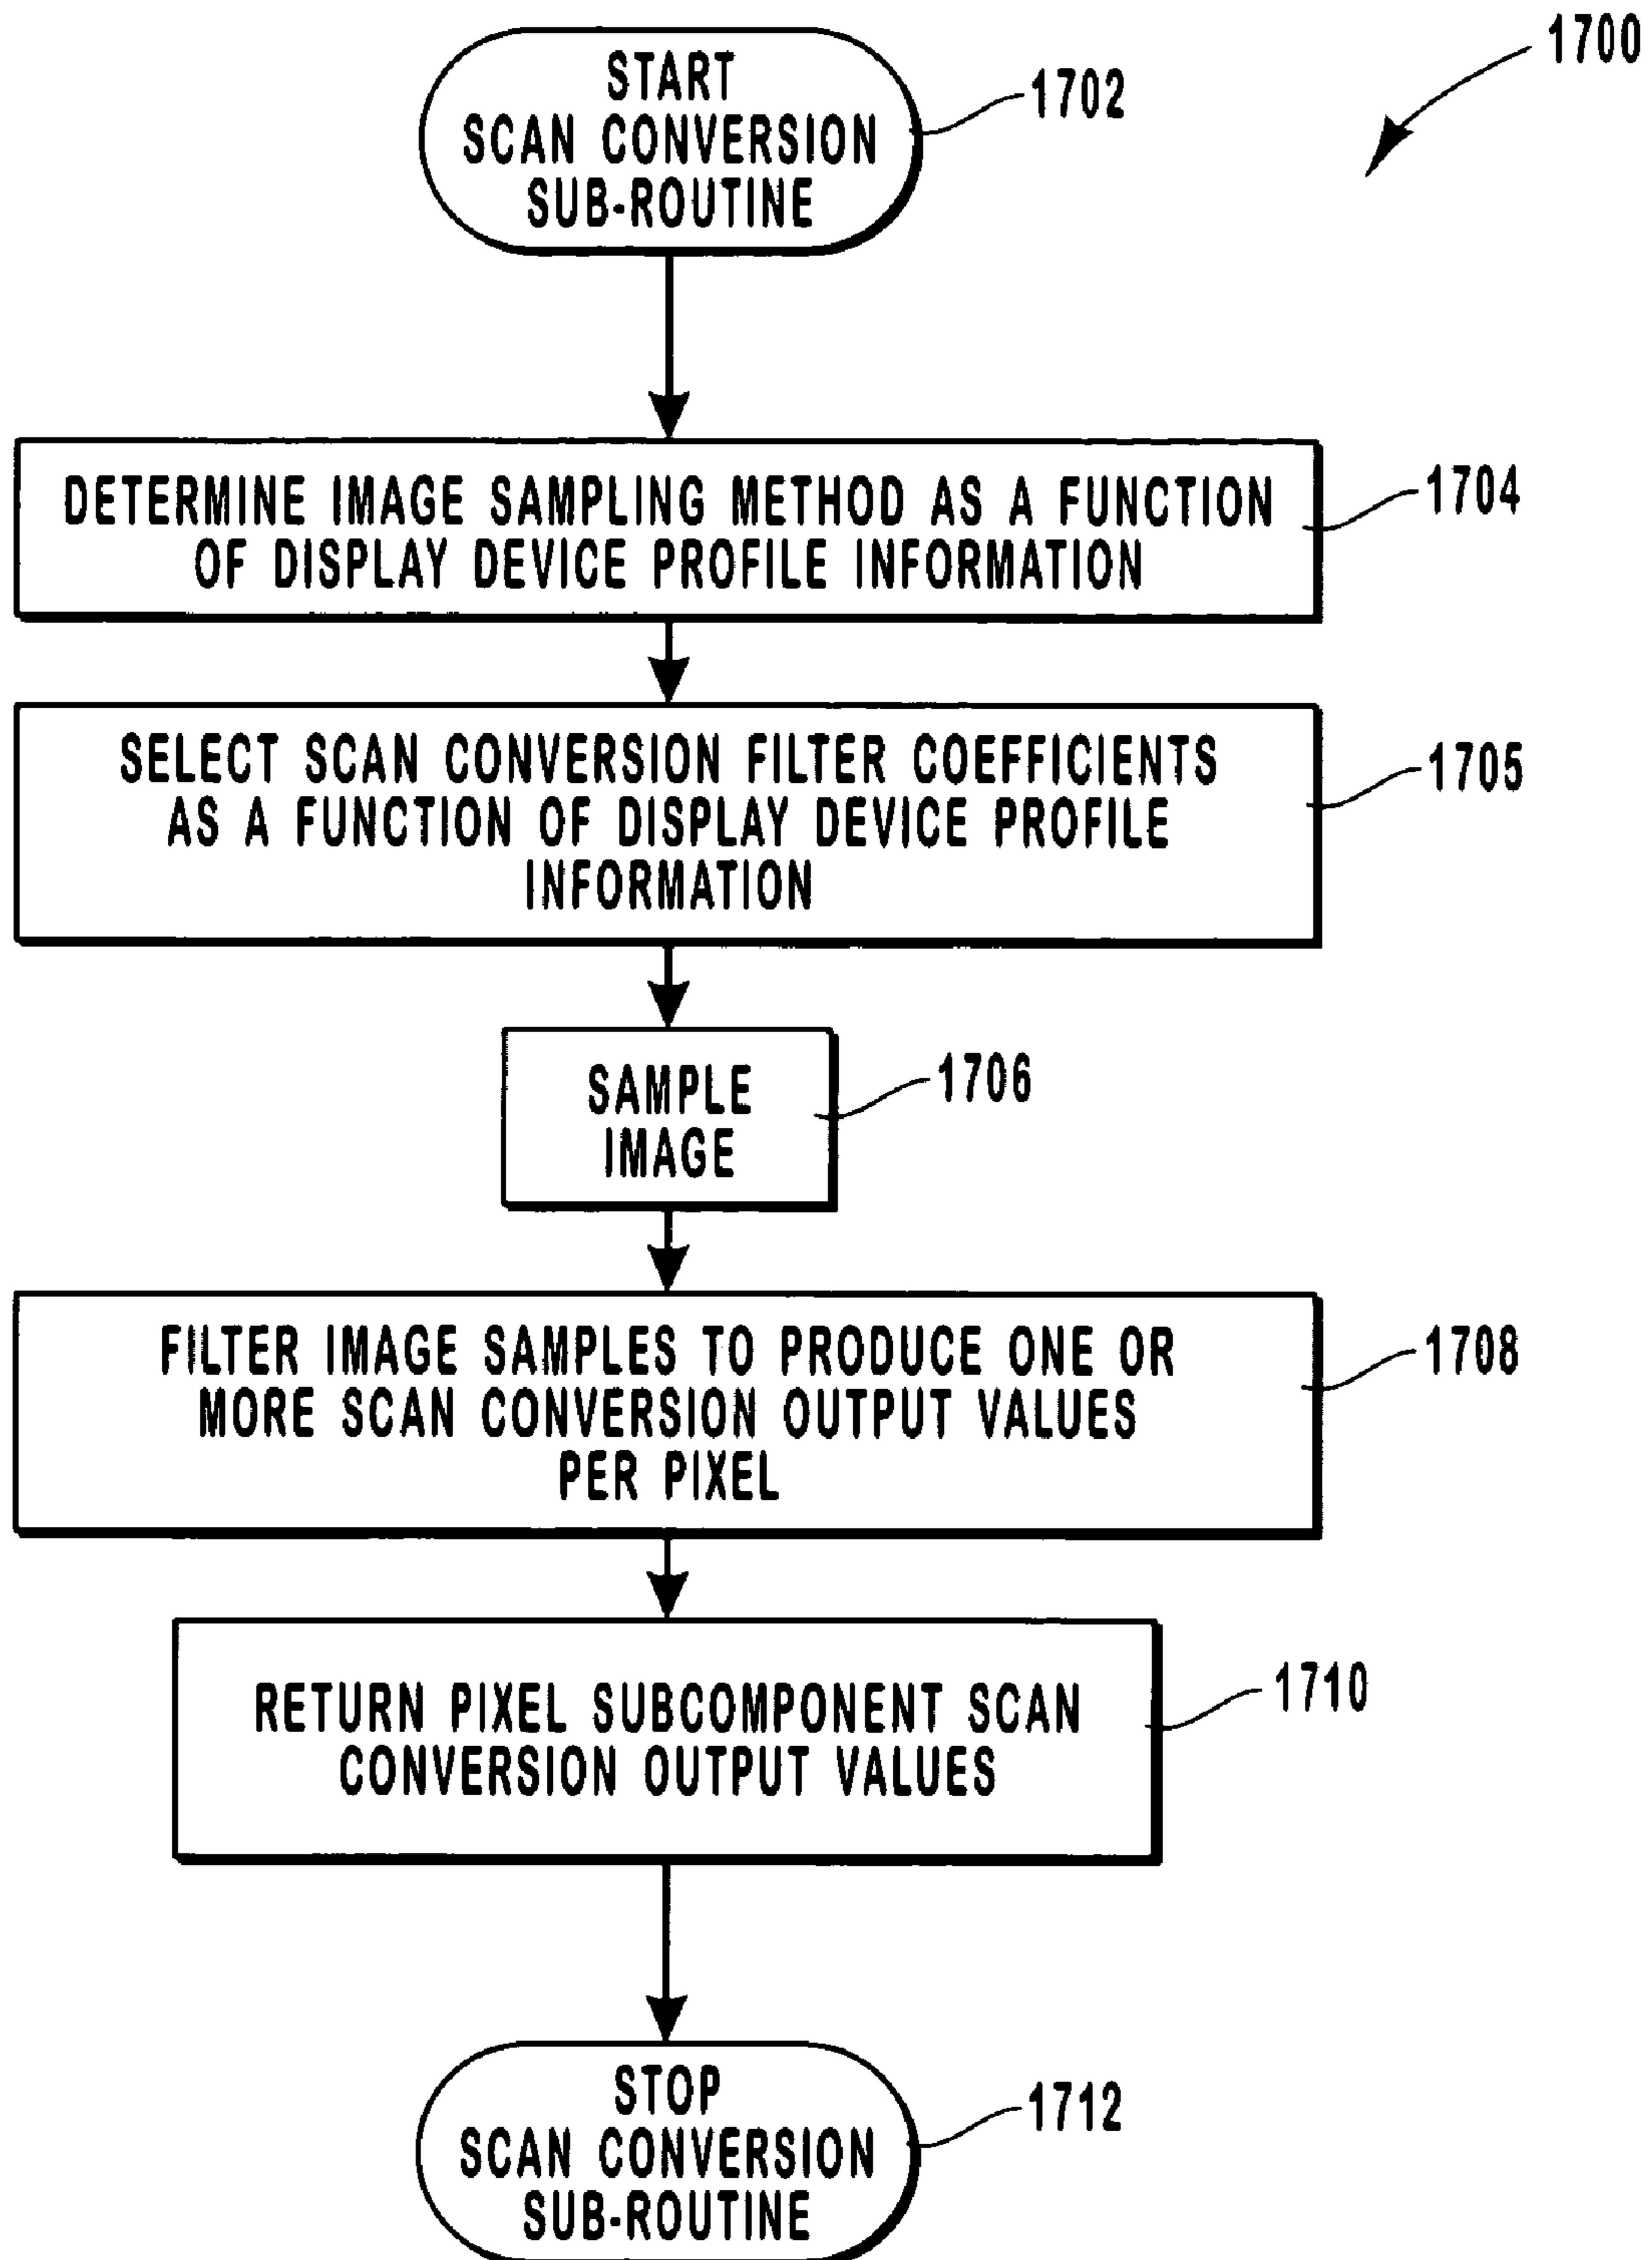 1700
START
SCAN CONVERSION
SUB-ROUTINE
1702
DETERMINE IMAGE SAMPLING METHOD AS A FUNCTION
OF DISPLAY DEVICE PROFILE INFORMATION
1704
SELECT SCAN CONVERSION FILTER COEFFICIENTS
AS A FUNCTION OF DISPLAY DEVICE PROFILE
INFORMATION
1705
SAMPLE
IMAGE
1706
FILTER IMAGE SAMPLES TO PRODUCE ONE OR
MORE SCAN CONVERSION OUTPUT VALUES
PER PIXEL
1708
RETURN PIXEL SUBCOMPONENT SCAN
CONVERSION OUTPUT VALUES
1710
STOP
SCAN CONVERSION
SUB-ROUTINE
1712